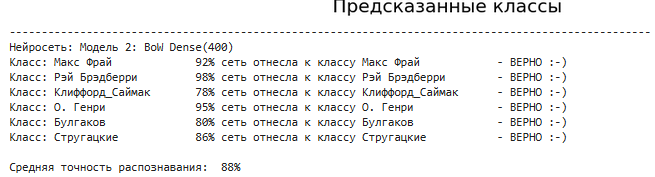 Предсказанные классы
----------------------------------------------------------------------------------------------------
Нейросеть: Модель 2: BoW Dense(400)
Класс: Макс Фрай             92% сеть отнесла к классу Макс Фрай            - ВЕРНО :-)
Класс: Рэй Брэдберри         98% сеть отнесла к классу Рэй Брэдберри        - ВЕРНО :-)
Класс: Клиффорд_Саймак       78% сеть отнесла к классу Клиффорд_Саймак      - ВЕРНО :-)
Класс: О. Генри              95% сеть отнесла к классу О. Генри             - ВЕРНО :-)
Класс: Булгаков              80% сеть отнесла к классу Булгаков             - ВЕРНО :-)
Класс: Стругацкие            86% сеть отнесла к классу Стругацкие           - ВЕРНО :-)
Средняя точность распознавания:  88%